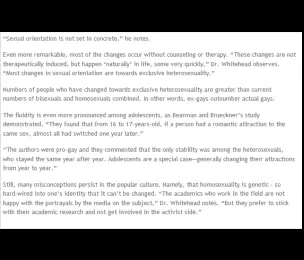 “Sexual orientation is not set in concrete,” he notes.
Even more remarkable, most of the changes occur without counseling or therapy. “These changes are not
therapeutically induced, but happen ‘naturally’ in life, some very quickly,” Dr. Whitehead observes.
“Most changes in sexual orientation are towards exclusive heterosexuality.”
Numbers of people who have changed towards exclusive heterosexuality are greater than current
numbers of bisexuals and homosexuals combined. In other words, ex-gays outnumber actual gays.
The fluidity is even more pronounced among adolescents, as Bearman and Brueckner’s study
demonstrated. “They found that from 16 to 17-years-old, if a person had a romantic attraction to the
same sex, almost all had switched one year later.”
“The authors were pro-gay and they commented that the only stability was among the heterosexuals,
who stayed the same year after year. Adolescents are a special case—generally changing their attractions
from year to year.”
Still, many misconceptions persist in the popular culture. Namely, that homosexuality is genetic – so
hard-wired into one’s identity that it can’t be changed. “The academics who work in the field are not
happy with the portrayals by the media on the subject,” Dr. Whitehead notes. “But they prefer to stick
with their academic research and not get involved in the activist side.”